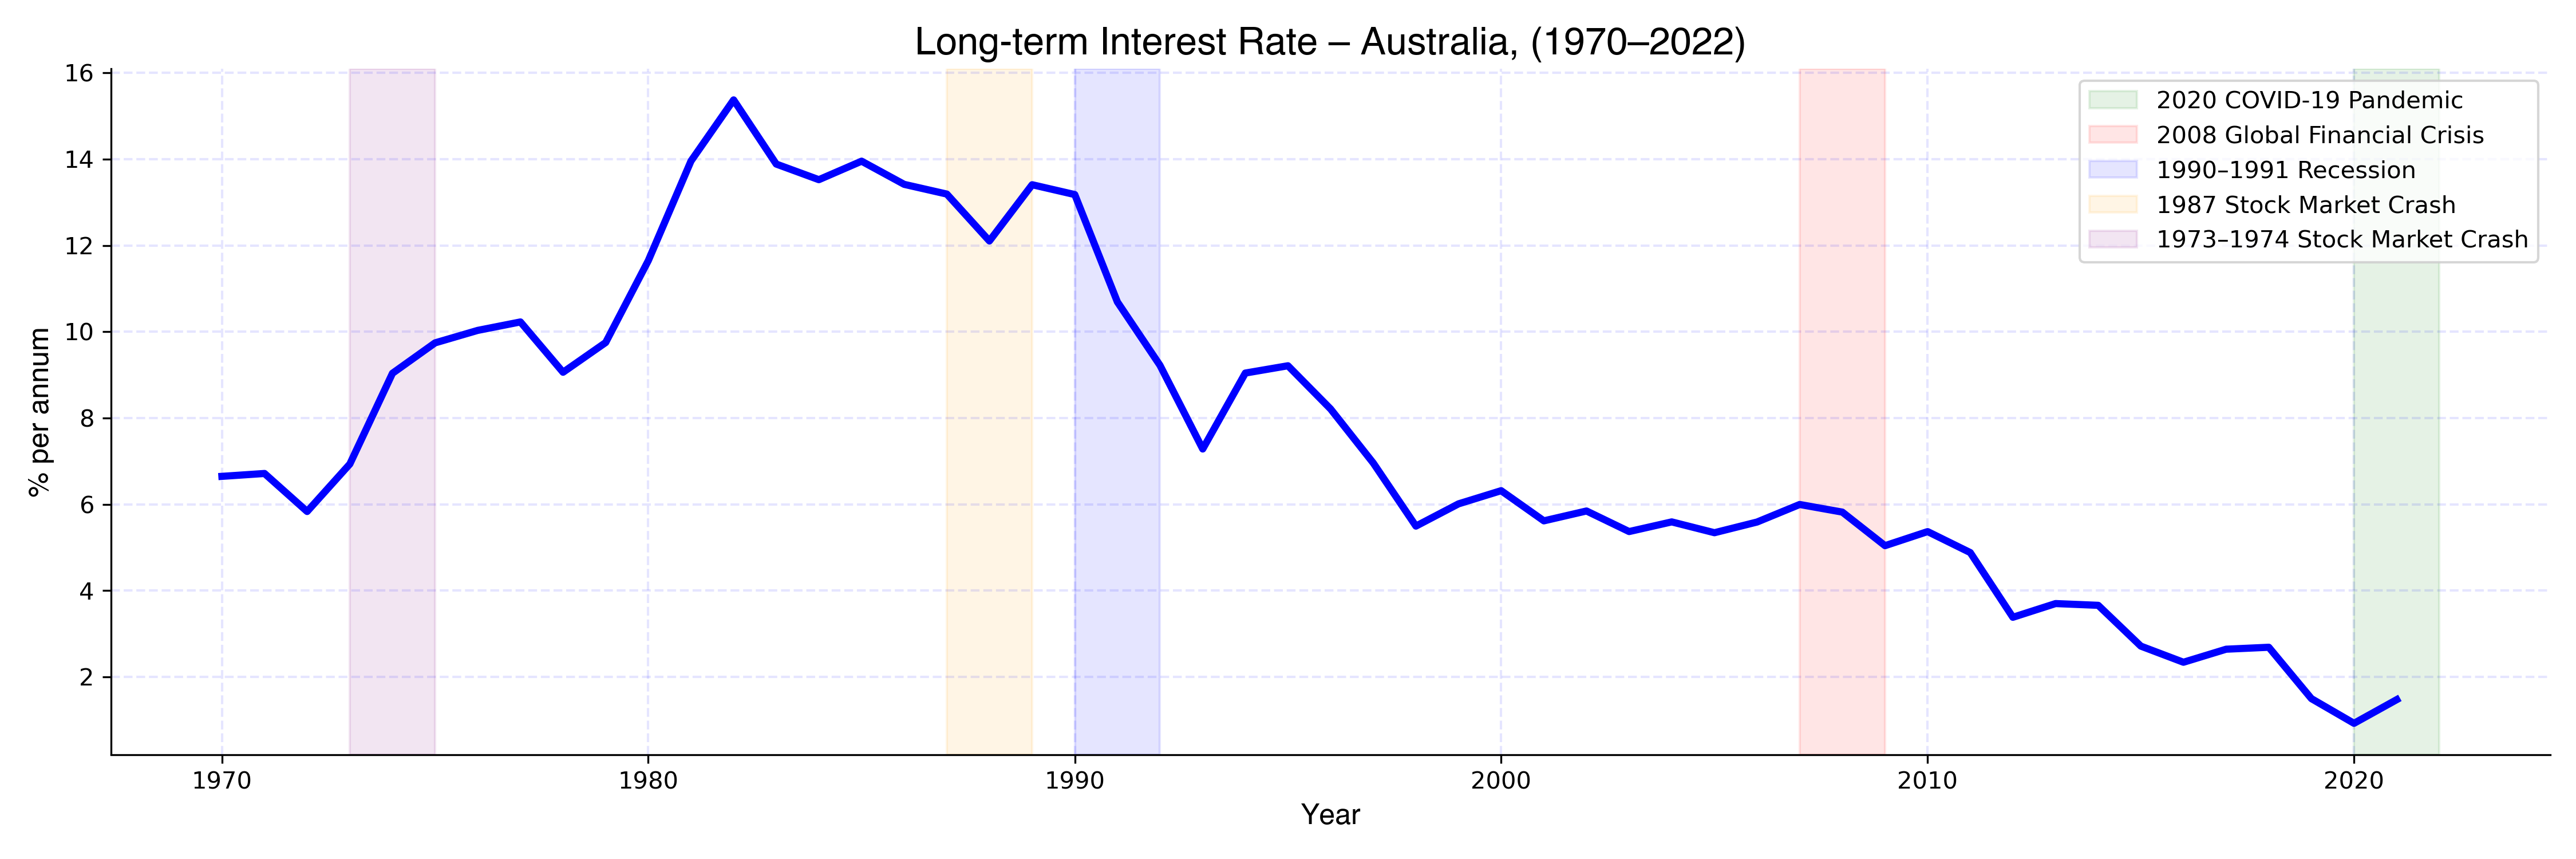 Long-term Interest Rate – Australia, (1970–2022)
16
14
12
10
8
6
4
2
% per annum
2020 COVID-19 Pandemic
2008 Global Financial Crisis
1990–1991 Recession
1987 Stock Market Crash
1973–1974 Stock Market Crash
1970 1980 1990 2000 2010 2020
Year